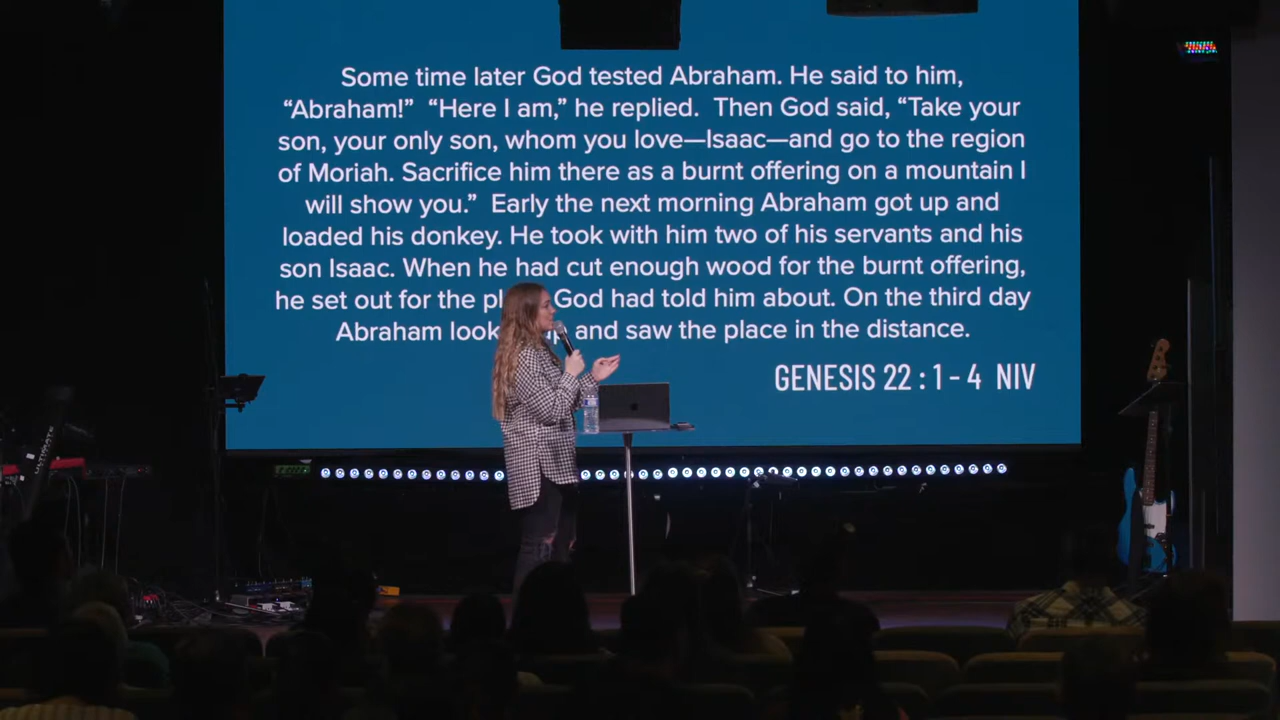 Some time later God tested Abraham. He said to him,
“Abraham!” “Here I am,” he replied. Then God said, “Take your
son, your only son, whom you love—Isaac—and go to the region
of Moriah. Sacrifice him there as a burnt offering on a mountain I
will show you.” Early the next morning Abraham got up and
loaded his donkey. He took with him two of his servants and his
son Isaac. When he had cut enough wood for the burnt offering,
he set out for the pl God had told him about. On the third day
Abraham look up and saw the place in the distance.
GENESIS 22 : 1 - 4 NIV
ULTIMATE